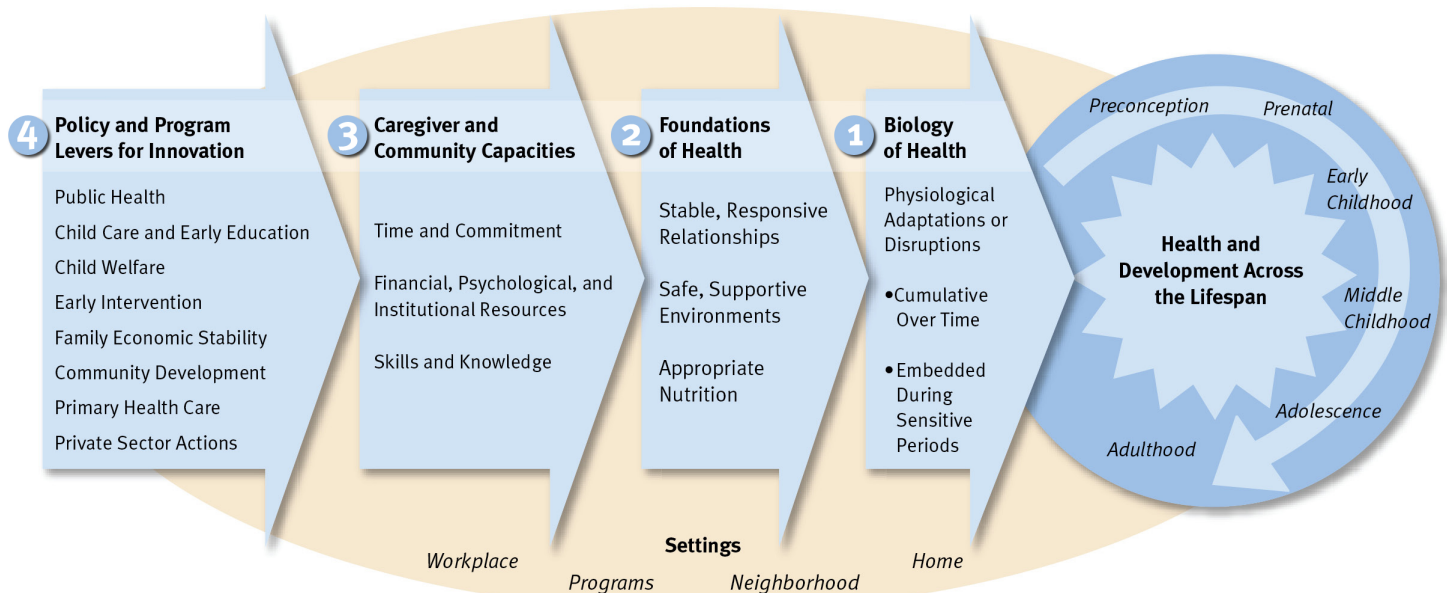 4
Policy and Program
Levers for Innovation
Public Health
Child Care and Early Education
Child Welfare
Early Intervention
Family Economic Stability
Community Development
Primary Health Care
Private Sector Actions
3
Caregiver and
Community Capacities
Time and Commitment
Financial, Psychological, and
Institutional Resources
Skills and Knowledge
2
Foundations
of Health
Stable, Responsive
Relationships
Safe, Supportive
Environments
Appropriate
Nutrition
1
Biology
of Health
Physiological
Adaptations or
Disruptions
•Cumulative
Over Time
•Embedded
During
Sensitive
Periods
Health and
Development Across
the Lifespan
Preconception
Prenatal
Early
Childhood
Middle
Childhood
Adolescence
Adulthood
Settings
Workplace
Programs
Neighborhood
Home